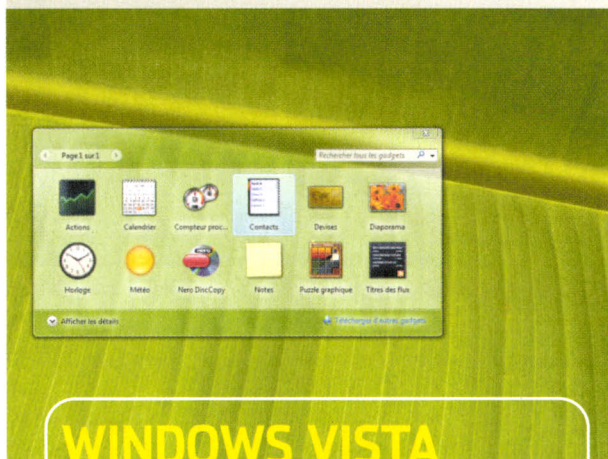 Page 1 sur 1
Rechercher tous les gadgets
Actions Calendrier Compteur proc... Contacts Devises Diaporama
Horloge Météo Nero DiscCopy Notes Puzzle graphique Titres des flux
Afficher les détails
Télécharger d'autres gadgets
WINDOWS VISTA